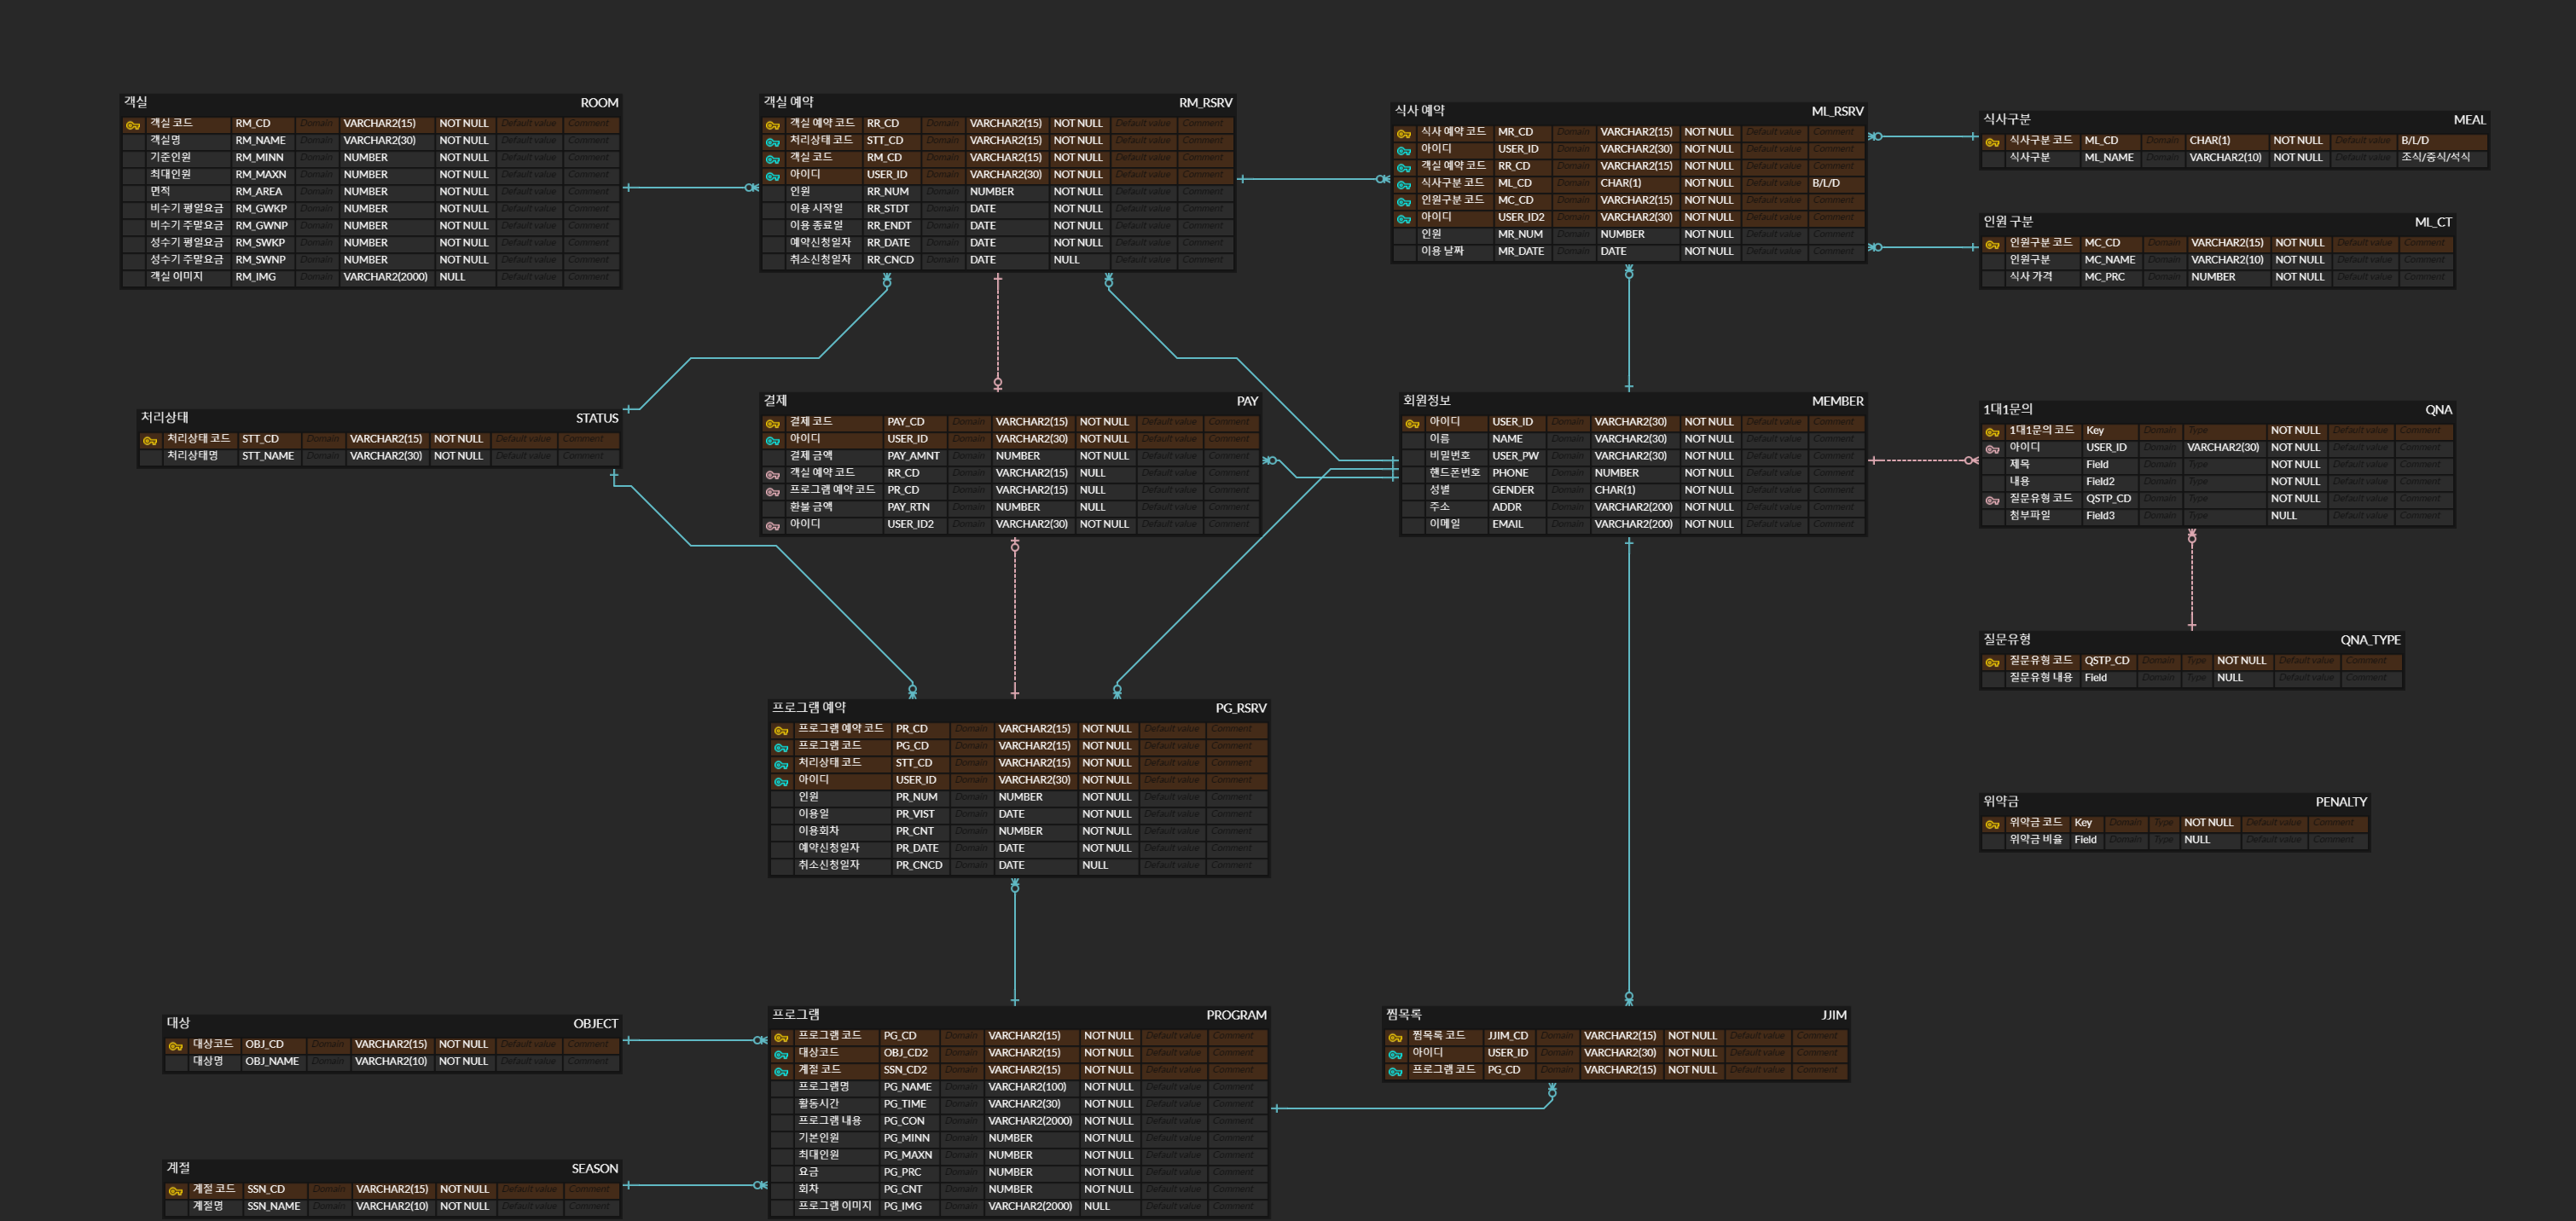 객실 ROOM
객실 코드 RM_CD Domain VARCHAR2(15) NOT NULL Default value Comment
객실명 RM_NAME Domain VARCHAR2(30) NOT NULL Default value Comment
기준인원 RM_MINN Domain NUMBER NOT NULL Default value Comment
최대인원 RM_MAXN Domain NUMBER NOT NULL Default value Comment
면적 RM_AREA Domain NUMBER NOT NULL Default value Comment
비수기 평일요금 RM_GWKP Domain NUMBER NOT NULL Default value Comment
비수기 주말요금 RM_GWNP Domain NUMBER NOT NULL Default value Comment
성수기 평일요금 RM_SWKP Domain NUMBER NOT NULL Default value Comment
성수기 주말요금 RM_SWNP Domain NUMBER NOT NULL Default value Comment
객실 이미지 RM_IMG Domain VARCHAR2(2000) NULL Default value Comment
객실 예약 RM_RSRV
객실 예약 코드 RR_CD Domain VARCHAR2(15) NOT NULL Default value Comment
처리상태 코드 STT_CD Domain VARCHAR2(15) NOT NULL Default value Comment
객실 코드 RM_CD Domain VARCHAR2(15) NOT NULL Default value Comment
아이디 USER_ID Domain VARCHAR2(30) NOT NULL Default value Comment
인원 RR_NUM Domain NUMBER NOT NULL Default value Comment
이용 시작일 RR_STDT Domain DATE NOT NULL Default value Comment
이용 종료일 RR_ENDT Domain DATE NOT NULL Default value Comment
예약신청일자 RR_DATE Domain DATE NOT NULL Default value Comment
취소신청일자 RR_CNCD Domain DATE NULL Default value Comment
식사 예약 ML_RSRV
식사 예약 코드 MR_CD Domain VARCHAR2(15) NOT NULL Default value Comment
아이디 USER_ID Domain VARCHAR2(30) NOT NULL Default value Comment
객실 예약 코드 RR_CD Domain VARCHAR2(15) NOT NULL Default value Comment
식사구분 코드 ML_CD Domain CHAR(1) NOT NULL Default value B/L/D
인원구분 코드 MC_CD Domain VARCHAR2(15) NOT NULL Default value Comment
아이디 USER_ID2 Domain VARCHAR2(30) NOT NULL Default value Comment
인원 MR_NUM Domain NUMBER NOT NULL Default value Comment
이용 날짜 MR_DATE Domain DATE NOT NULL Default value Comment
식사구분 MEAL
식사구분 코드 ML_CD Domain CHAR(1) NOT NULL Default value B/L/D
식사구분 ML_NAME Domain VARCHAR2(10) NOT NULL Default value 조식/중식/석식
인원 구분 ML_CT
인원구분 코드 MC_CD Domain VARCHAR2(15) NOT NULL Default value Comment
인원구분 MC_NAME Domain VARCHAR2(10) NOT NULL Default value Comment
식사 가격 MC_PRC Domain NUMBER NOT NULL Default value Comment
처리상태 STATUS
처리상태 코드 STT_CD Domain VARCHAR2(15) NOT NULL Default value Comment
처리상태명 STT_NAME Domain VARCHAR2(30) NOT NULL Default value Comment
결제 PAY
결제 코드 PAY_CD Domain VARCHAR2(15) NOT NULL Default value Comment
아이디 USER_ID Domain VARCHAR2(30) NOT NULL Default value Comment
결제 금액 PAY_AMNT Domain NUMBER NOT NULL Default value Comment
객실 예약 코드 RR_CD Domain VARCHAR2(15) NULL Default value Comment
프로그램 예약 코드 PR_CD Domain VARCHAR2(15) NULL Default value Comment
환불 금액 PAY_RTN Domain NUMBER NULL Default value Comment
아이디 USER_ID2 Domain VARCHAR2(30) NOT NULL Default value Comment
회원정보 MEMBER
아이디 USER_ID Domain VARCHAR2(30) NOT NULL Default value Comment
이름 NAME Domain VARCHAR2(30) NOT NULL Default value Comment
비밀번호 USER_PW Domain VARCHAR2(30) NOT NULL Default value Comment
핸드폰번호 PHONE Domain NUMBER NOT NULL Default value Comment
성별 GENDER Domain CHAR(1) NOT NULL Default value Comment
주소 ADDR Domain VARCHAR2(200) NOT NULL Default value Comment
이메일 EMAIL Domain VARCHAR2(200) NOT NULL Default value Comment
1대1문의 QNA
1대1문의 코드 Key Domain Type NOT NULL Default value Comment
아이디 USER_ID Domain VARCHAR2(30) NOT NULL Default value Comment
제목 Field Domain Type NOT NULL Default value Comment
내용 Field2 Domain Type NOT NULL Default value Comment
질문유형 코드 QSTP_CD Domain Type NOT NULL Default value Comment
첨부파일 Field3 Domain Type NULL Default value Comment
질문유형 QNA_TYPE
질문유형 코드 QSTP_CD Domain Type NOT NULL Default value Comment
질문유형 내용 Field Domain Type NULL Default value Comment
프로그램 예약 PG_RSRV
프로그램 예약 코드 PR_CD Domain VARCHAR2(15) NOT NULL Default value Comment
프로그램 코드 PG_CD Domain VARCHAR2(15) NOT NULL Default value Comment
처리상태 코드 STT_CD Domain VARCHAR2(15) NOT NULL Default value Comment
아이디 USER_ID Domain VARCHAR2(30) NOT NULL Default value Comment
인원 PR_NUM Domain NUMBER NOT NULL Default value Comment
이용일 PR_VIST Domain DATE NOT NULL Default value Comment
이용회차 PR_CNT Domain NUMBER NOT NULL Default value Comment
예약신청일자 PR_DATE Domain DATE NOT NULL Default value Comment
취소신청일자 PR_CNCD Domain DATE NULL Default value Comment
위약금 PENALTY
위약금 코드 Key Domain Type NOT NULL Default value Comment
위약금 비율 Field Domain Type NULL Default value Comment
대상 OBJECT
대상코드 OBJ_CD Domain VARCHAR2(15) NOT NULL Default value Comment
대상명 OBJ_NAME Domain VARCHAR2(10) NOT NULL Default value Comment
프로그램 PROGRAM
프로그램 코드 PG_CD Domain VARCHAR2(15) NOT NULL Default value Comment
대상코드 OBJ_CD2 Domain VARCHAR2(15) NOT NULL Default value Comment
계절 코드 SSN_CD2 Domain VARCHAR2(15) NOT NULL Default value Comment
프로그램명 PG_NAME Domain VARCHAR2(100) NOT NULL Default value Comment
활동시간 PG_TIME Domain VARCHAR2(30) NOT NULL Default value Comment
프로그램 내용 PG_CON Domain VARCHAR2(2000) NOT NULL Default value Comment
기본인원 PG_MINN Domain NUMBER NOT NULL Default value Comment
최대인원 PG_MAXN Domain NUMBER NOT NULL Default value Comment
요금 PG_PRC Domain NUMBER NOT NULL Default value Comment
회차 PG_CNT Domain NUMBER NOT NULL Default value Comment
프로그램 이미지 PG_IMG Domain VARCHAR2(2000) NULL Default value Comment
찜목록 JJIM
찜목록 코드 JJIM_CD Domain VARCHAR2(15) NOT NULL Default value Comment
아이디 USER_ID Domain VARCHAR2(30) NOT NULL Default value Comment
프로그램 코드 PG_CD Domain VARCHAR2(15) NOT NULL Default value Comment
계절 SEASON
계절 코드 SSN_CD Domain VARCHAR2(15) NOT NULL Default value Comment
계절명 SSN_NAME Domain VARCHAR2(10) NOT NULL Default value Comment